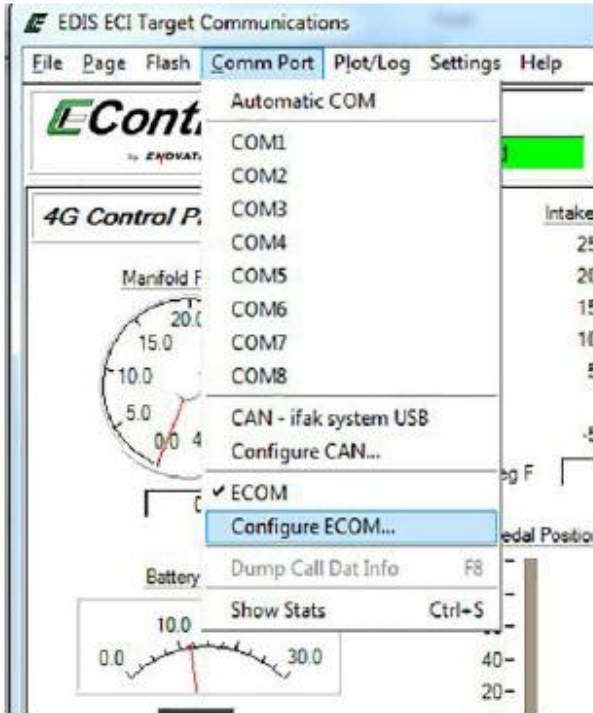 EDIS ECI Target Communications
File Page Flash Comm Port Plot/Log Settings Help
Automatic COM
COM1
COM2
COM3
COM4
COM5
COM6
COM7
COM8
CAN - ifak system USB
Configure CAN...
ECOM
Configure ECOM...
Dump Call Dat Info F8
Show Stats Ctrl+S
ECont
by
4G Control P
Manifold
20.0
15.0
10.0
5.0
0.0
4
Battery
10.0
0.0
30.0
Intake
25
20
15
10
5
-5
eg F
edal Position
40
20